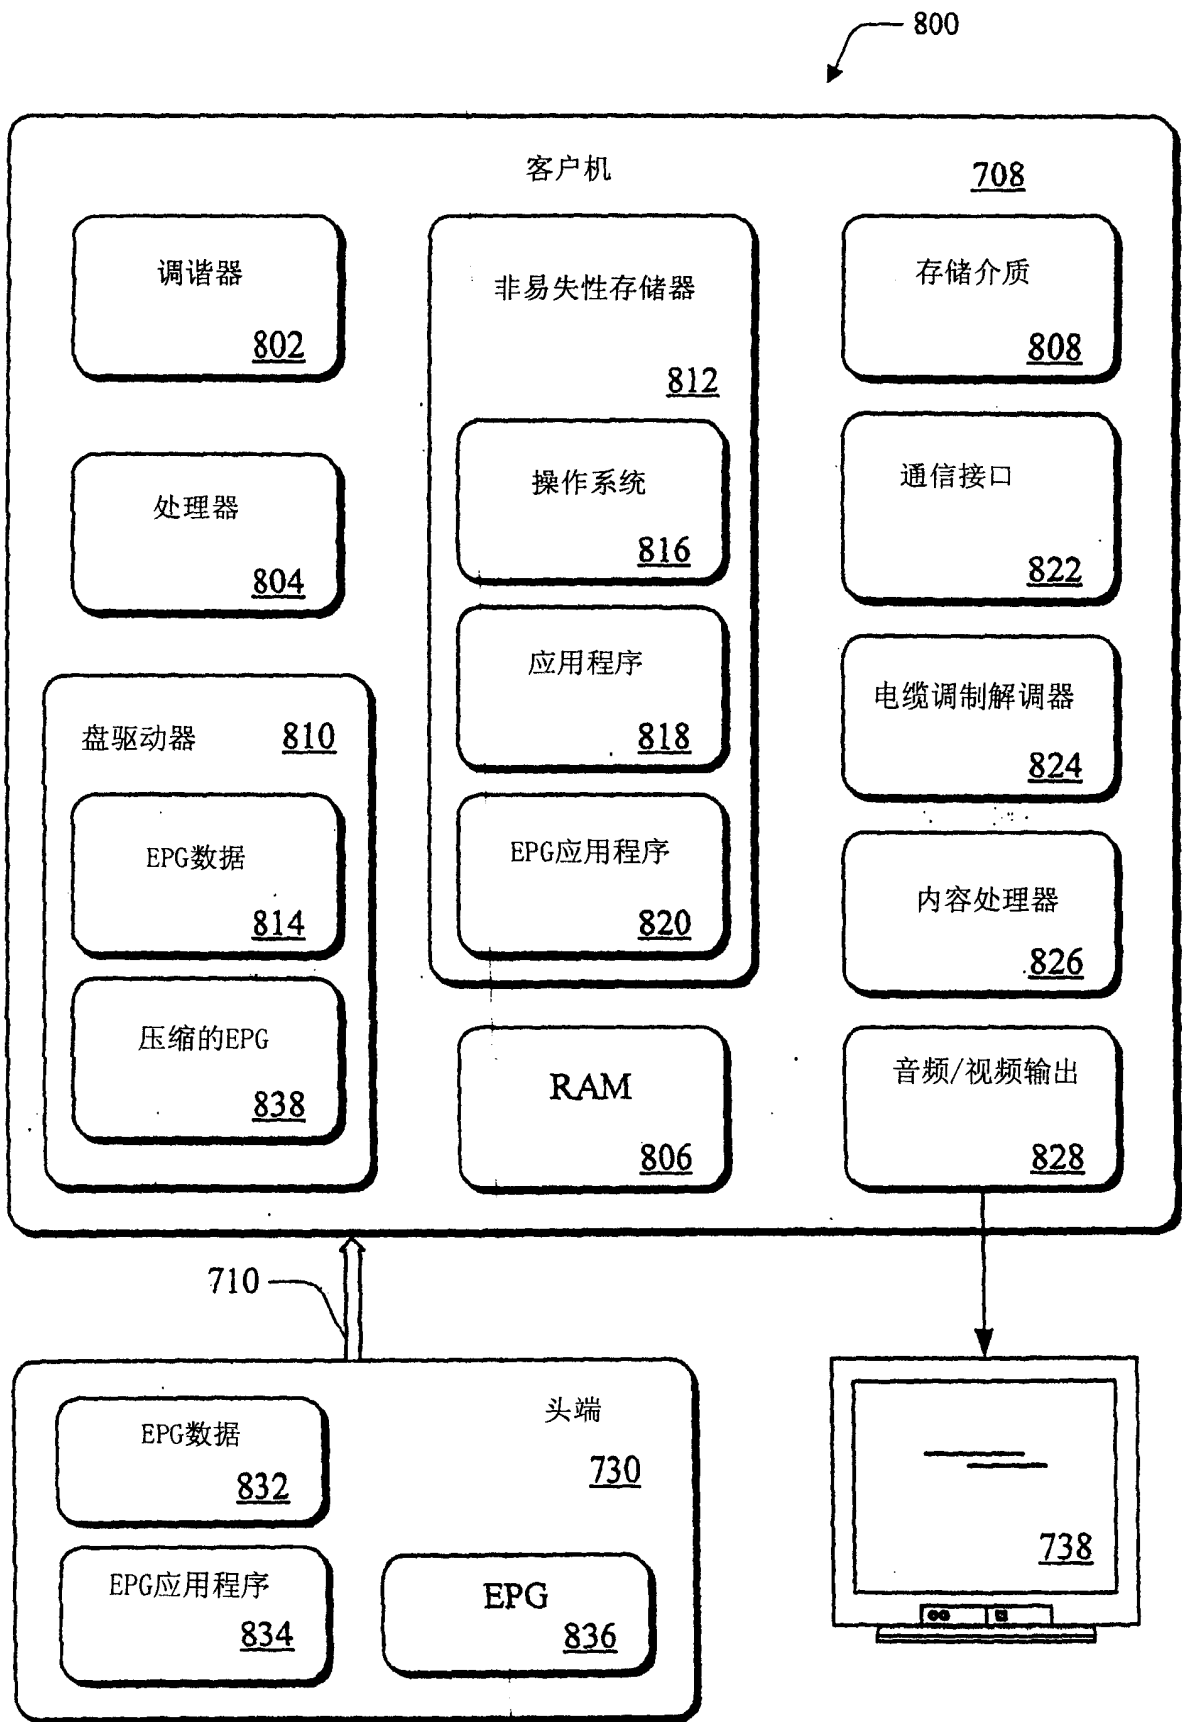 800
客户机
708
调谐器
802
处理器
804
盘驱动器 810
EPG数据
814
压缩的EPG
838
非易失性存储器
812
操作系统
816
应用程序
818
EPG应用程序
820
RAM
806
存储介质
808
通信接口
822
电缆调制解调器
824
内容处理器
826
音频/视频输出
828
710
头端
730
EPG数据
832
EPG应用程序
834
EPG
836
738